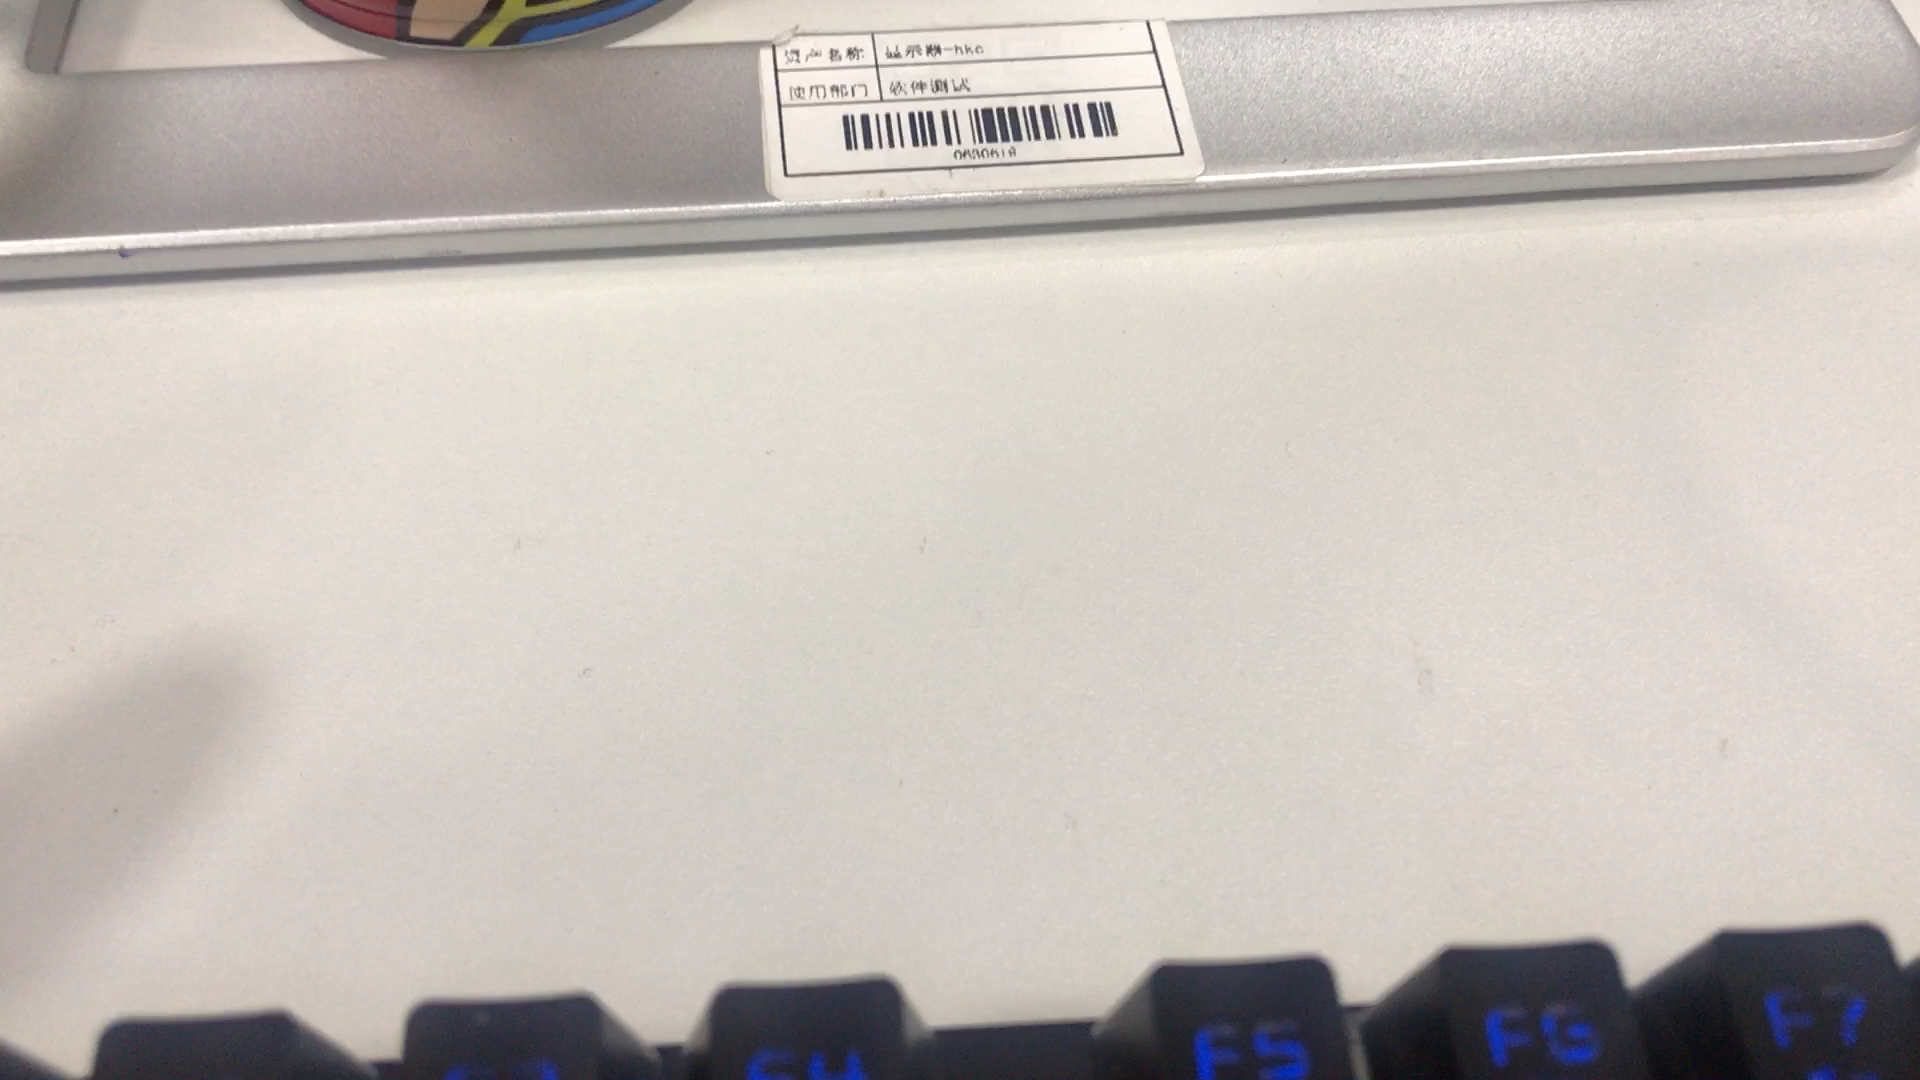 资产名称 显示器-hkc
使用部门 软件测试
F4 F5 F6 F7